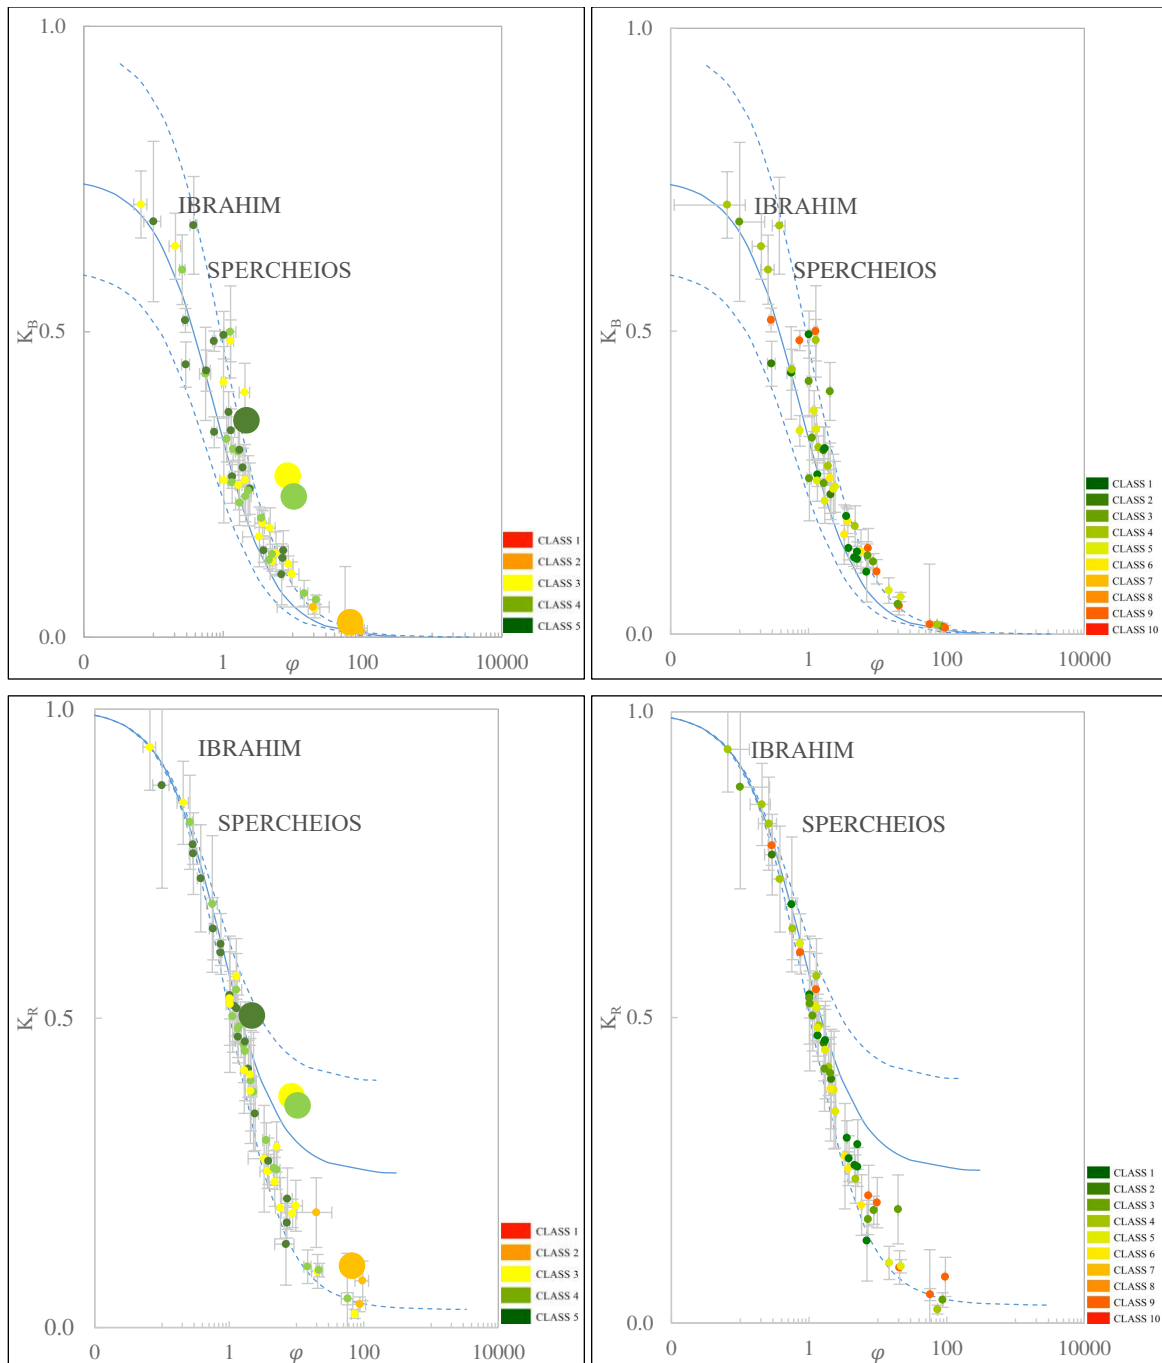 1.0
IBRAHIM
SPERCHEIOS
K_B
0.5
CLASS 1
CLASS 2
CLASS 3
CLASS 4
CLASS 5
0.0
0 1 100 10000
φ
1.0
IBRAHIM
SPERCHEIOS
K_B
0.5
CLASS 1
CLASS 2
CLASS 3
CLASS 4
CLASS 5
CLASS 6
CLASS 7
CLASS 8
CLASS 9
CLASS 10
0.0
0 1 100 10000
φ
1.0
IBRAHIM
SPERCHEIOS
K_R
0.5
CLASS 1
CLASS 2
CLASS 3
CLASS 4
CLASS 5
0.0
0 1 100 10000
φ
1.0
IBRAHIM
SPERCHEIOS
K_R
0.5
CLASS 1
CLASS 2
CLASS 3
CLASS 4
CLASS 5
CLASS 6
CLASS 7
CLASS 8
CLASS 9
CLASS 10
0.0
0 1 100 10000
φ